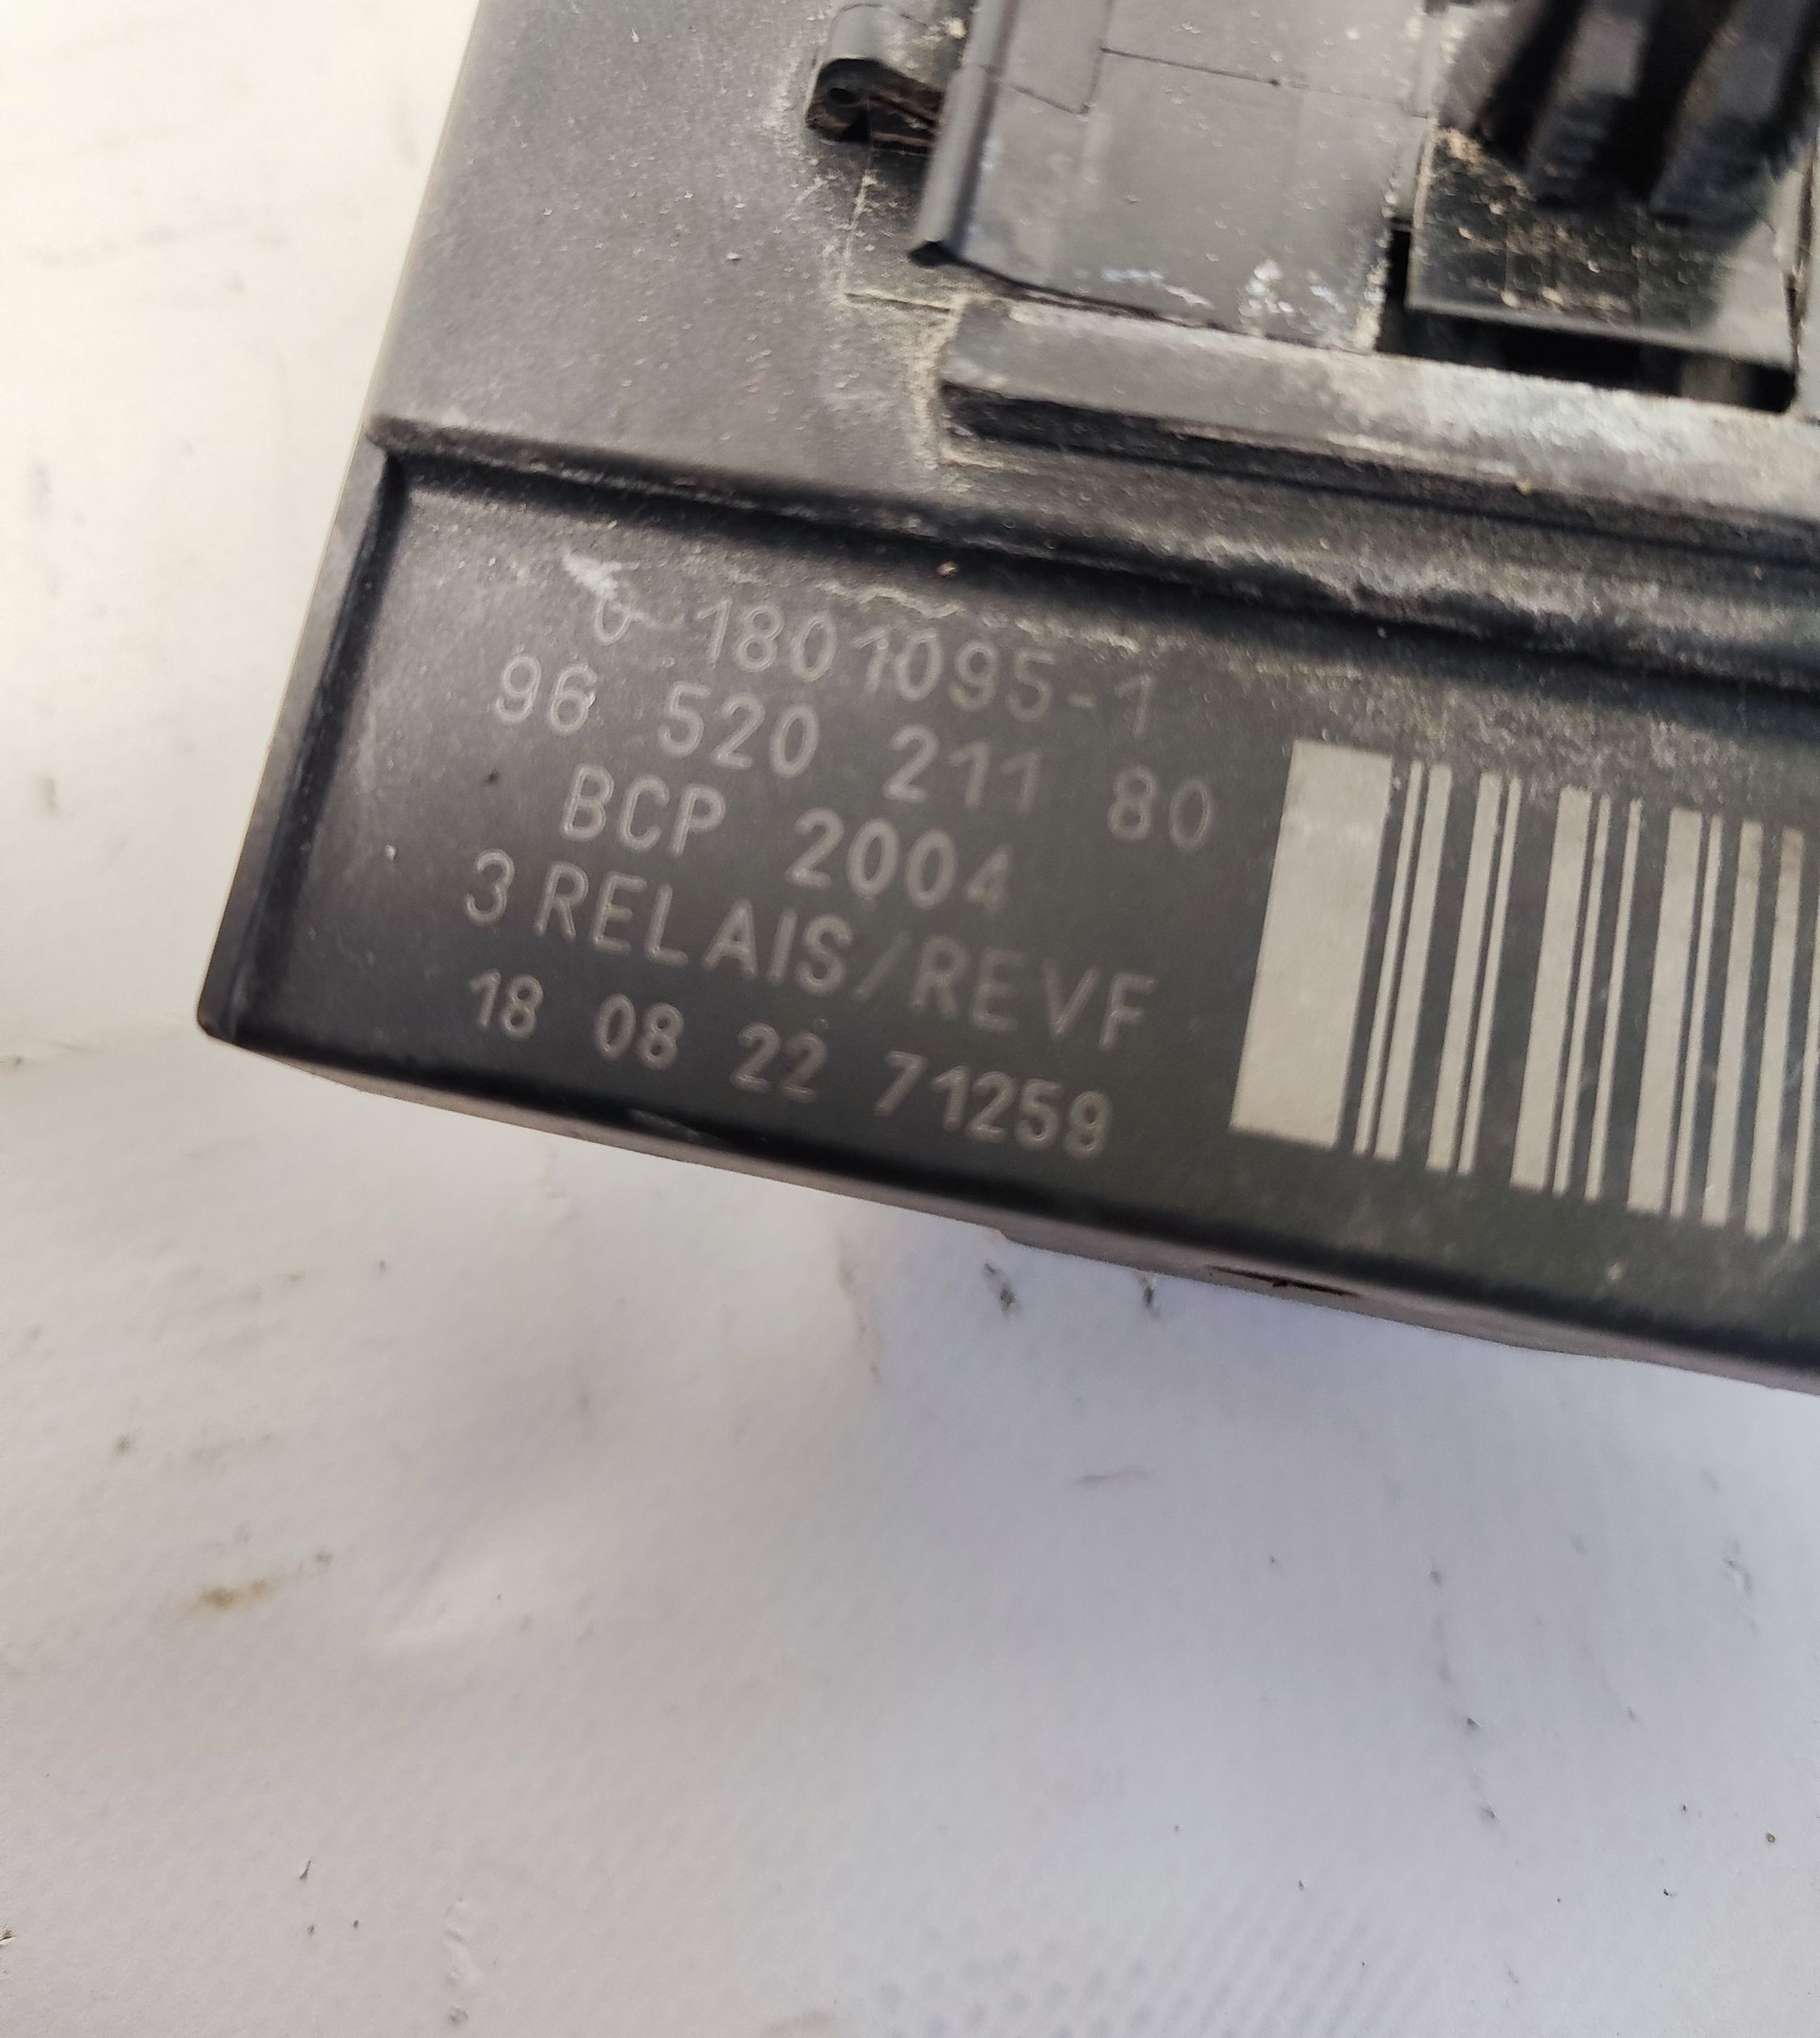 0-1801095-1
96 520 211 80
BCP 2004
3 RELAIS/REVF
18 08 22 71259